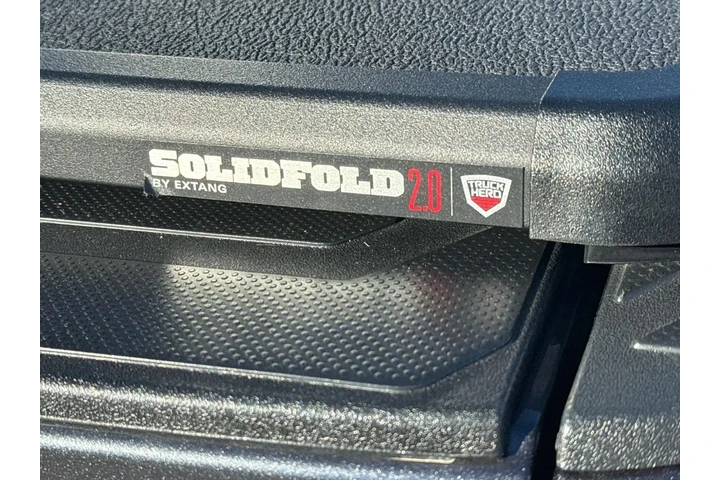 SOLIDFOLD 2.0
BY EXTANG
TRUCK
HERO